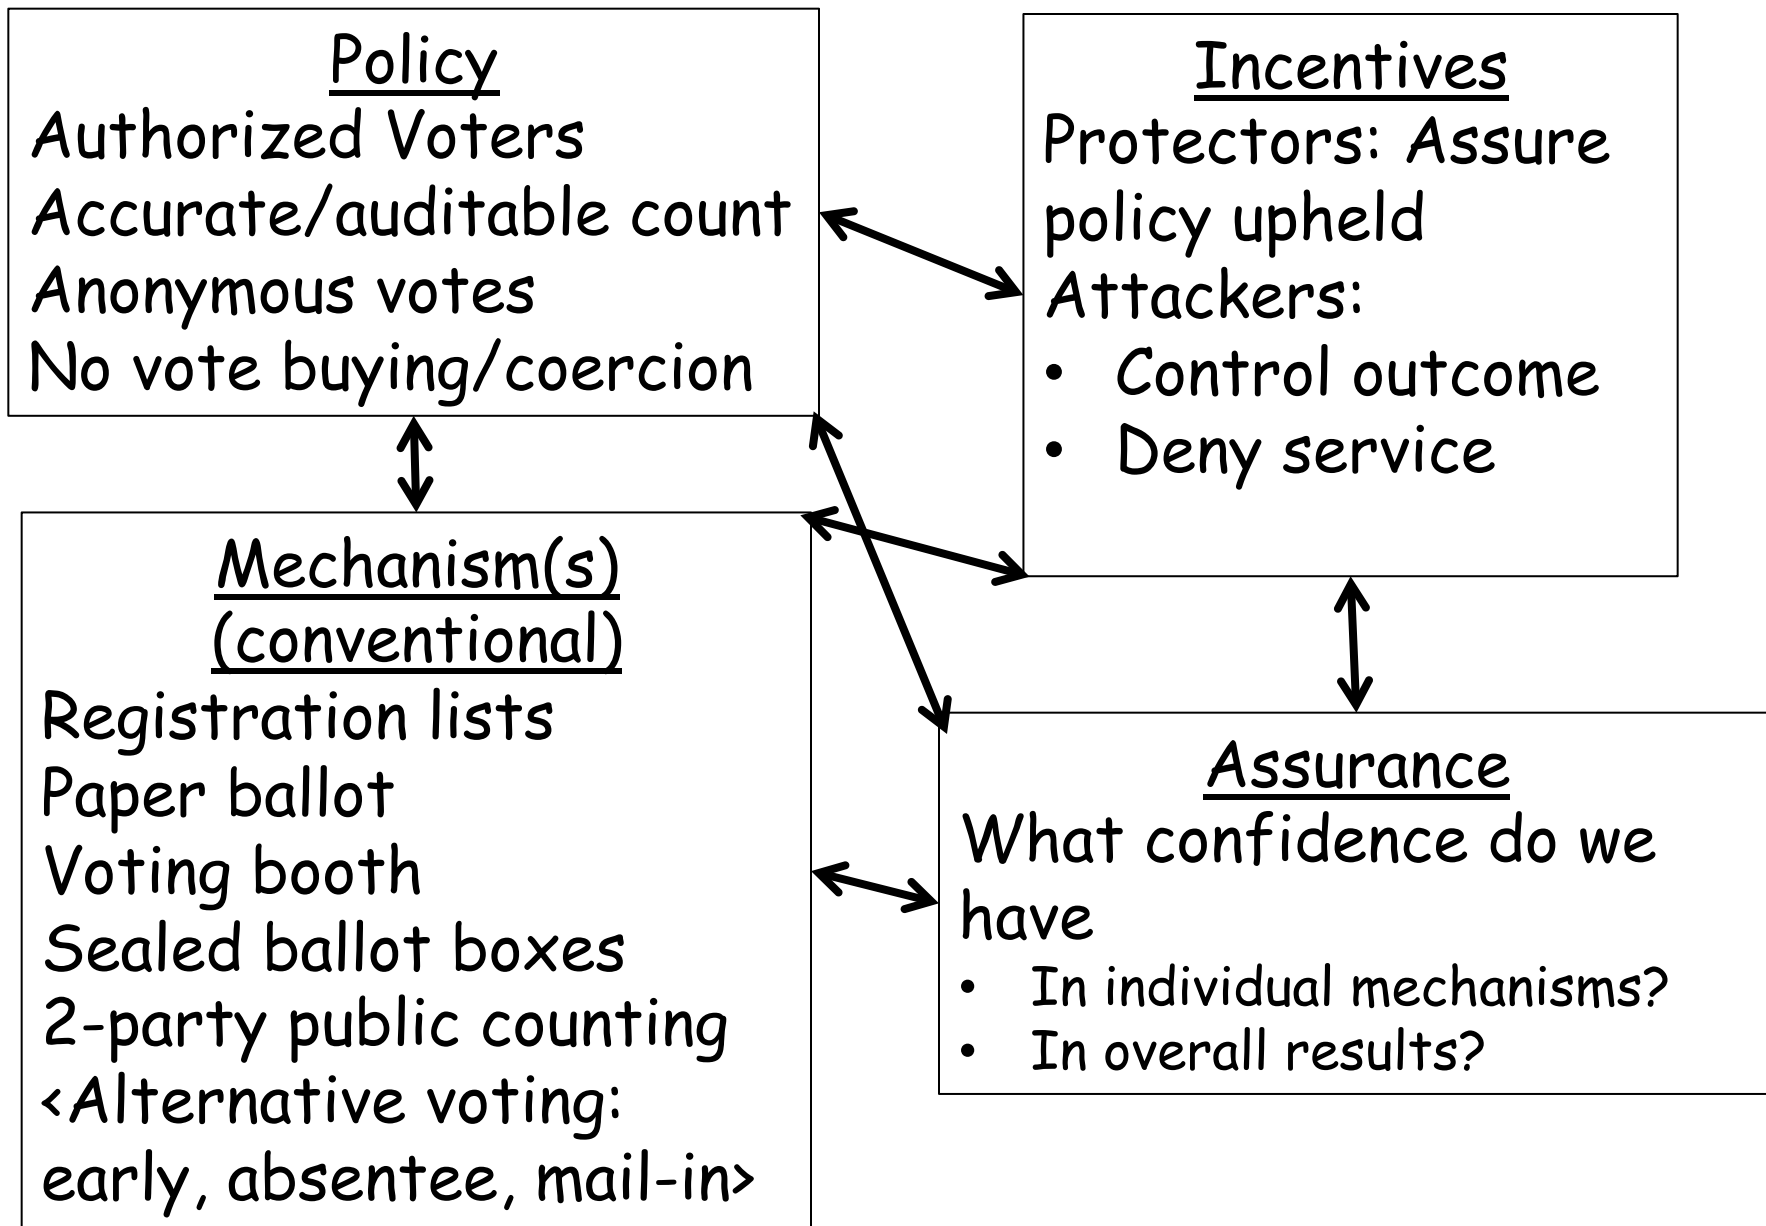 Policy
Authorized Voters
Accurate/auditable count
Anonymous votes
No vote buying/coercion
Incentives
Protectors: Assure
policy upheld
Attackers:
• Control outcome
• Deny service
Mechanism(s)
(conventional)
Registration lists
Paper ballot
Voting booth
Sealed ballot boxes
2-party public counting
<Alternative voting:
early, absentee, mail-in>
Assurance
What confidence do we
have
• In individual mechanisms?
• In overall results?